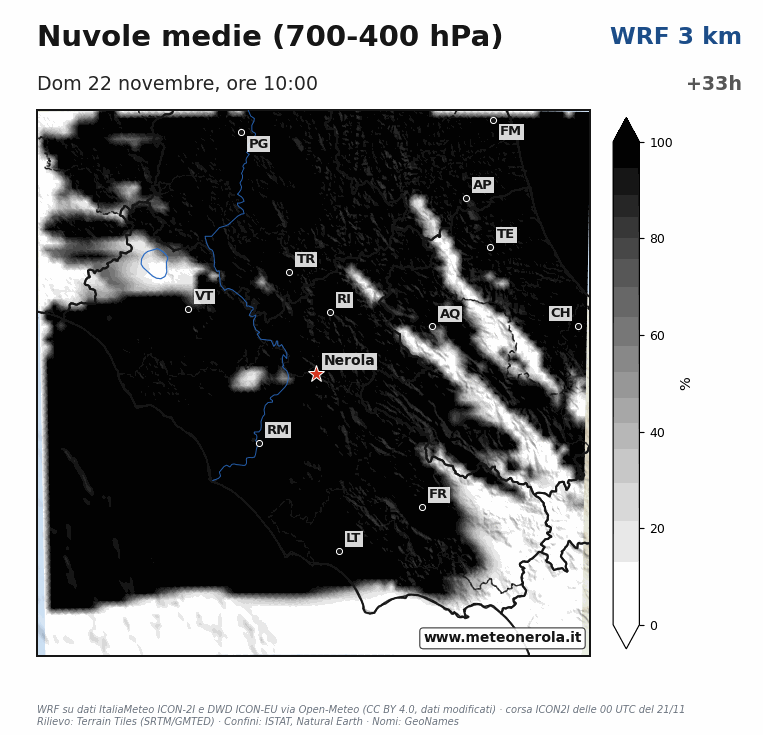 Nuvole medie (700-400 hPa)
WRF 3 km
Dom 22 novembre, ore 10:00
+33h
FM
PG
AP
TE
TR
VT
RI
AQ
CH
Nerola
RM
FR
LT
www.meteonerola.it
100
80
60
40
20
0
%
WRF su dati ItaliaMeteo ICON-2I e DWD ICON-EU via Open-Meteo (CC BY 4.0, dati modificati) · corsa ICON2I delle 00 UTC del 21/11
Rilievo: Terrain Tiles (SRTM/GMTED) · Confini: ISTAT, Natural Earth · Nomi: GeoNames